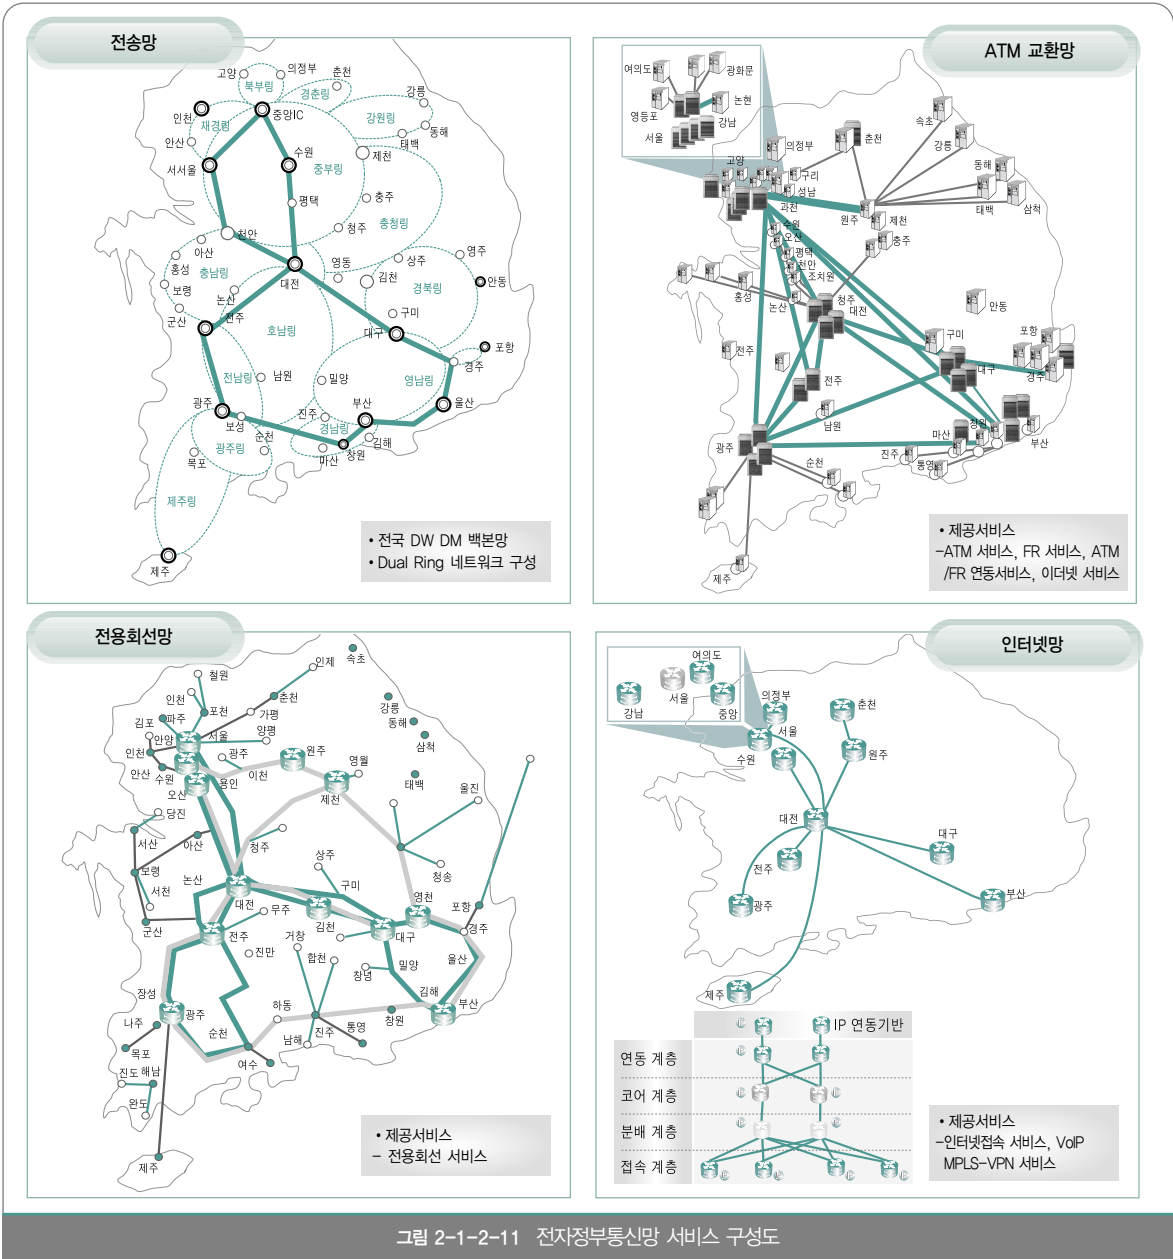 전송망
고양
의정부
춘천
북부링
경춘링
강릉
인천
중앙IC
강원링
재경링
동해
안산
태백
서서울
수원
제천
중부링
평택
충주
충청링
천안
청주
아산
영주
홍성
충남링
대전
영동
상주
김천
안동
보령
논산
경북링
군산
전주
호남링
구미
대구
포항
경주
전남링
남원
밀양
영남링
광주
보성
진주
부산
울산
순천
경남링
김해
광주링
목포
마산
창원
제주링
제주
• 전국 DW DM 백본망
• Dual Ring 네트워크 구성
ATM 교환망
여의도
광화문
영등포
논현
강남
서울
속초
춘천
강릉
의정부
고양
구리
성남
동해
과천
원주
제천
태백
삼척
수원
오산
충주
평택
천안
조치원
홍성
논산
청주
대전
안동
전주
구미
포항
전주
대구
경주
남원
광주
마산
창원
부산
순천
진주
통영
제주
• 제공서비스
-ATM 서비스, FR 서비스, ATM
/FR 연동서비스, 이더넷 서비스
전용회선망
속초
인제
철원
인천
춘천
강릉
김포
파주
포천
가평
동해
안양
양평
서울
삼척
인천
광주
원주
영월
안산
수원
용인
이천
태백
오산
제천
울진
당진
서산
아산
청주
보령
상주
청송
논산
구미
서천
대전
영천
포항
무주
김천
군산
전주
거창
대구
경주
진만
합천
밀양
울산
창녕
장성
김해
하동
부산
광주
나주
순천
진주
통영
창원
남해
목포
여수
진도
해남
완도
제주
• 제공서비스
- 전용회선 서비스
인터넷망
여의도
서울
강남
중앙
의정부
춘천
서울
수원
원주
대전
대구
전주
광주
부산
제주
IP 연동기반
연동 계층
코어 계층
분배 계층
접속 계층
• 제공서비스
-인터넷접속 서비스, VoIP
MPLS-VPN 서비스
그림 2-1-2-11 전자정부통신망 서비스 구성도